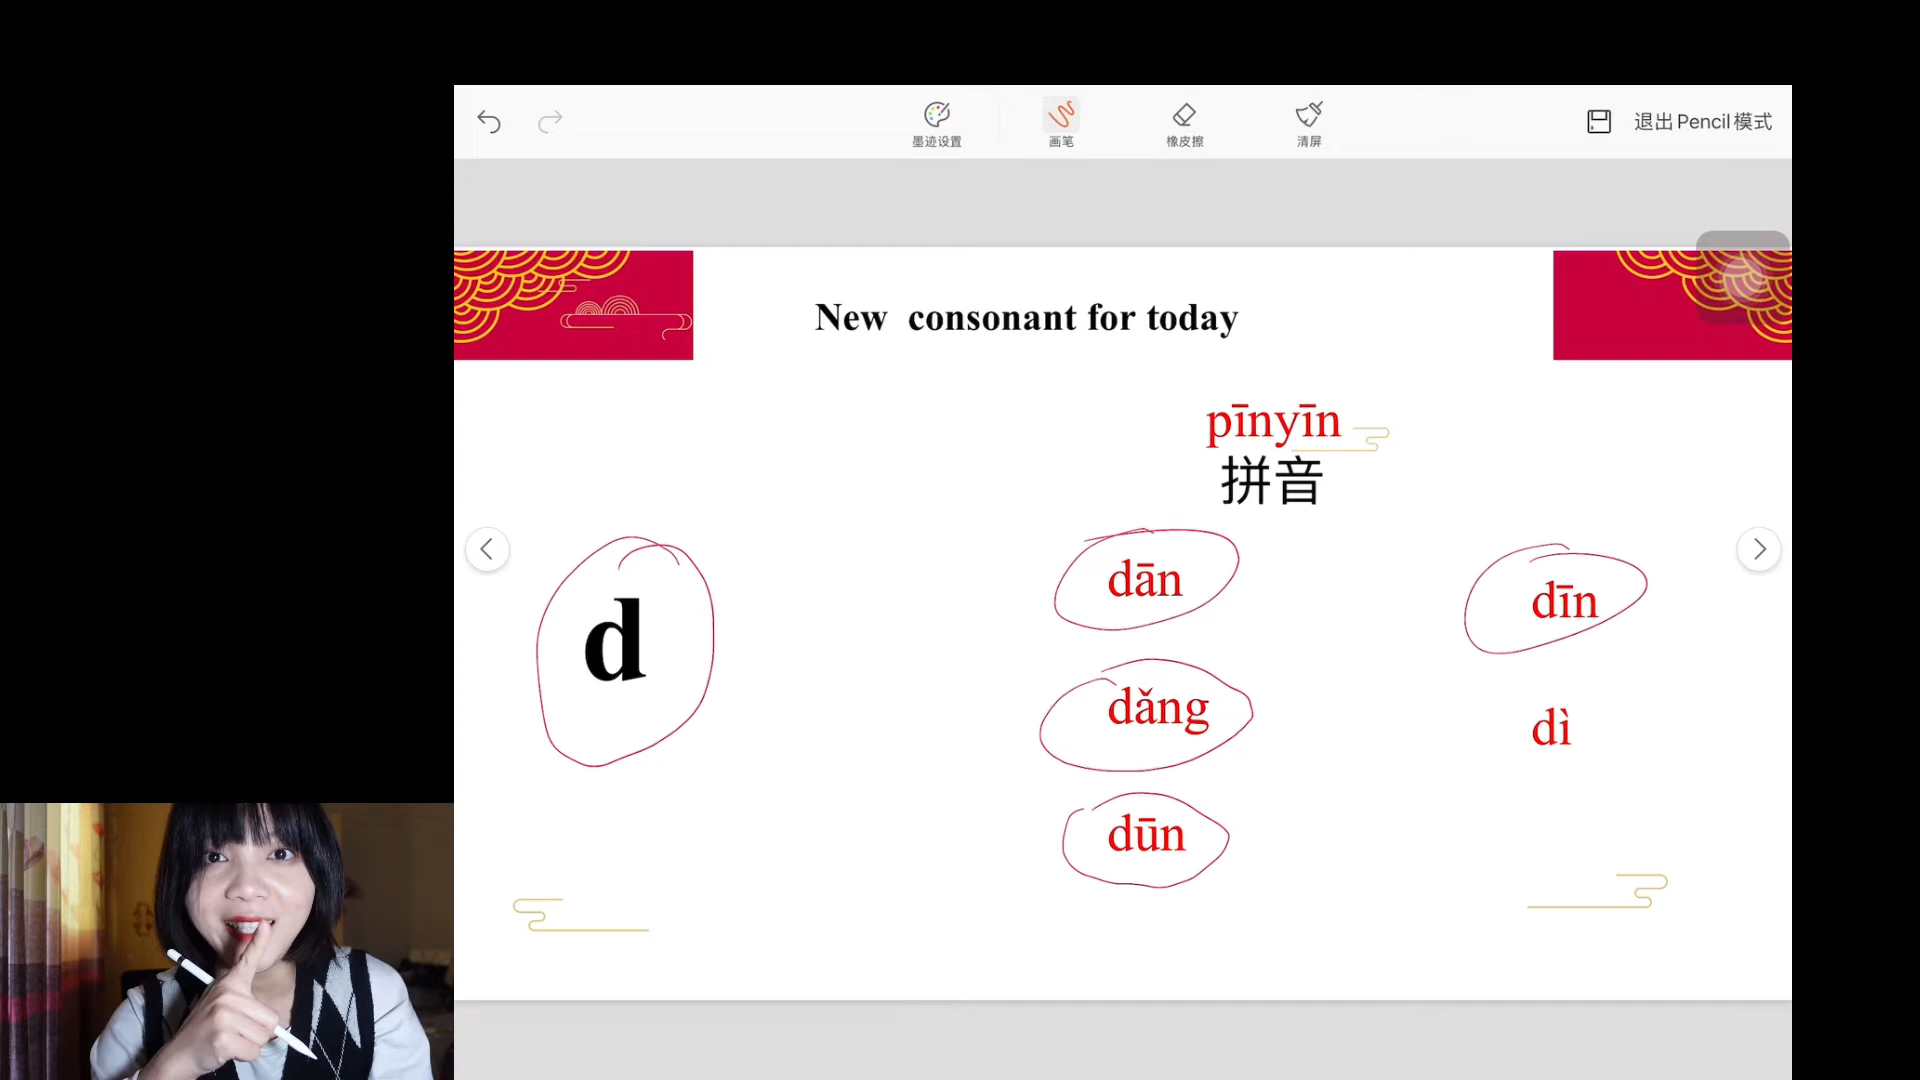 墨迹设置
画笔
橡皮擦
清屏
退出Pencil模式
New consonant for today
pīnyīn
拼音
d
dān
dǎng
dūn
dīn
dì